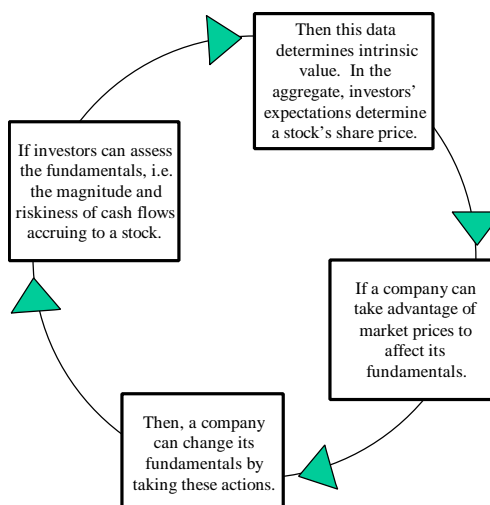 Then this data
determines intrinsic
value.  In the
aggregate, investors’
expectations determine
a stock’s share price.
If investors can assess
the fundamentals, i.e.
the magnitude and
riskiness of cash flows
accruing to a stock.
If a company can
take advantage of
market prices to
affect its
fundamentals.
Then, a company
can change its
fundamentals by
taking these actions.